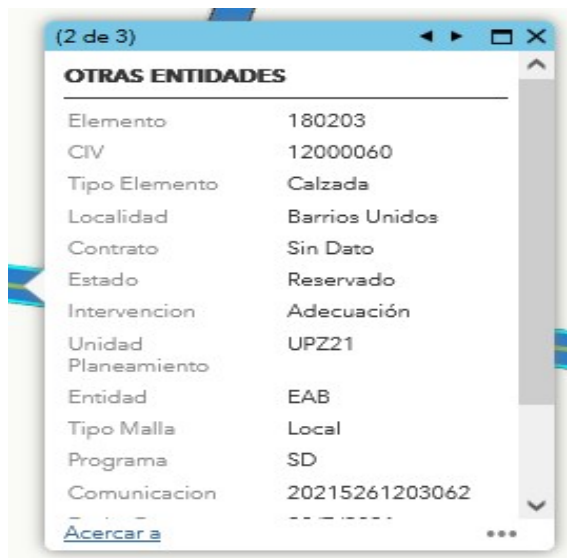 (2 de 3)
OTRAS ENTIDADES
Elemento 180203
CIV 12000060
Tipo Elemento Calzada
Localidad Barrios Unidos
Contrato Sin Dato
Estado Reservado
Intervencion Adecuación
Unidad UPZ21
Planeamiento
Entidad EAB
Tipo Malla Local
Programa SD
Comunicacion 20215261203062
Acercar a